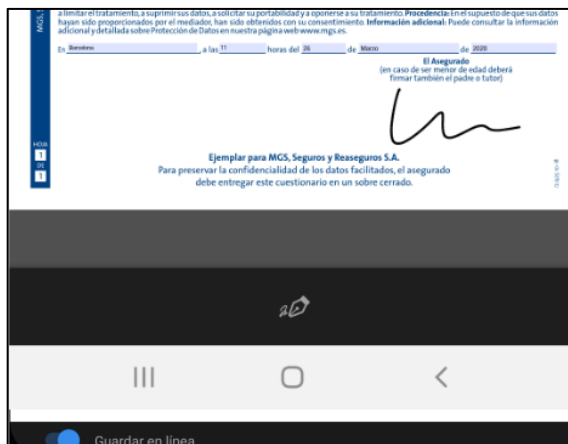 a limitar el tratamiento, a suprimir sus datos, a solicitar su portabilidad y a oponerse a su tratamiento. Procedencia: En el supuesto de que sus datos
hayan sido proporcionados por el mediador, han sido obtenidos con su consentimiento. Información adicional: Puede consultar la información
adicional y detallada sobre Protección de Datos en nuestra página web www.mgs.es.
MGS, S
En Barcelona , a las 11 horas del 26 de Marzo de 2020
El Asegurado
(en caso de ser menor de edad deberá
firmar también el padre o tutor)
HOJA
1
DE
1
Ejemplar para MGS, Seguros y Reaseguros S.A.
Para preservar la confidencialidad de los datos facilitados, el asegurado
debe entregar este cuestionario en un sobre cerrado.
Guardar en línea